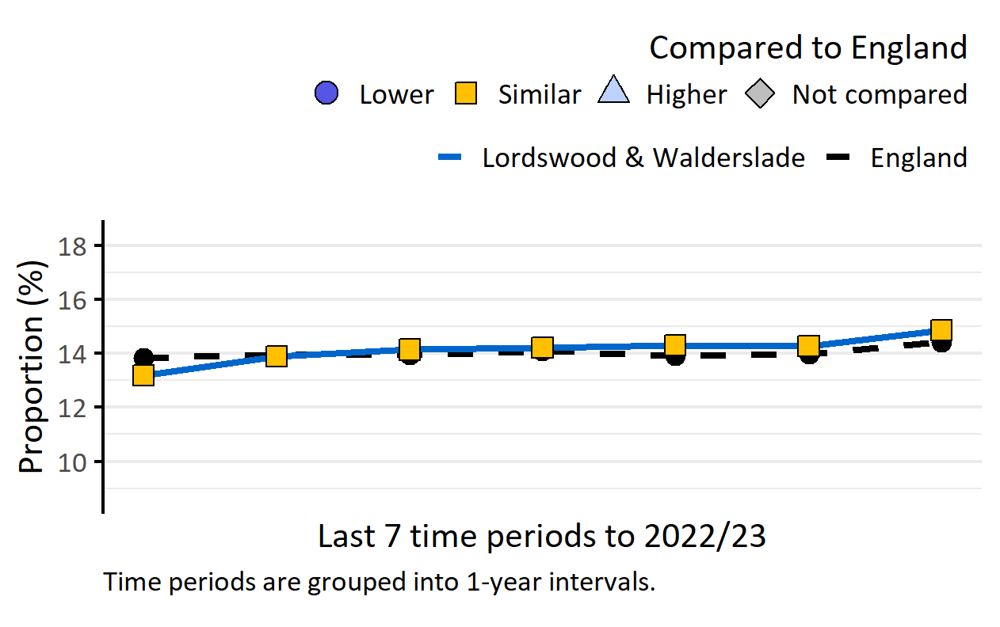 Compared to England
Lower Similar Higher Not compared
Lordswood & Walderslade England
Proportion (%)
18
16
14
12
10
Last 7 time periods to 2022/23
Time periods are grouped into 1-year intervals.